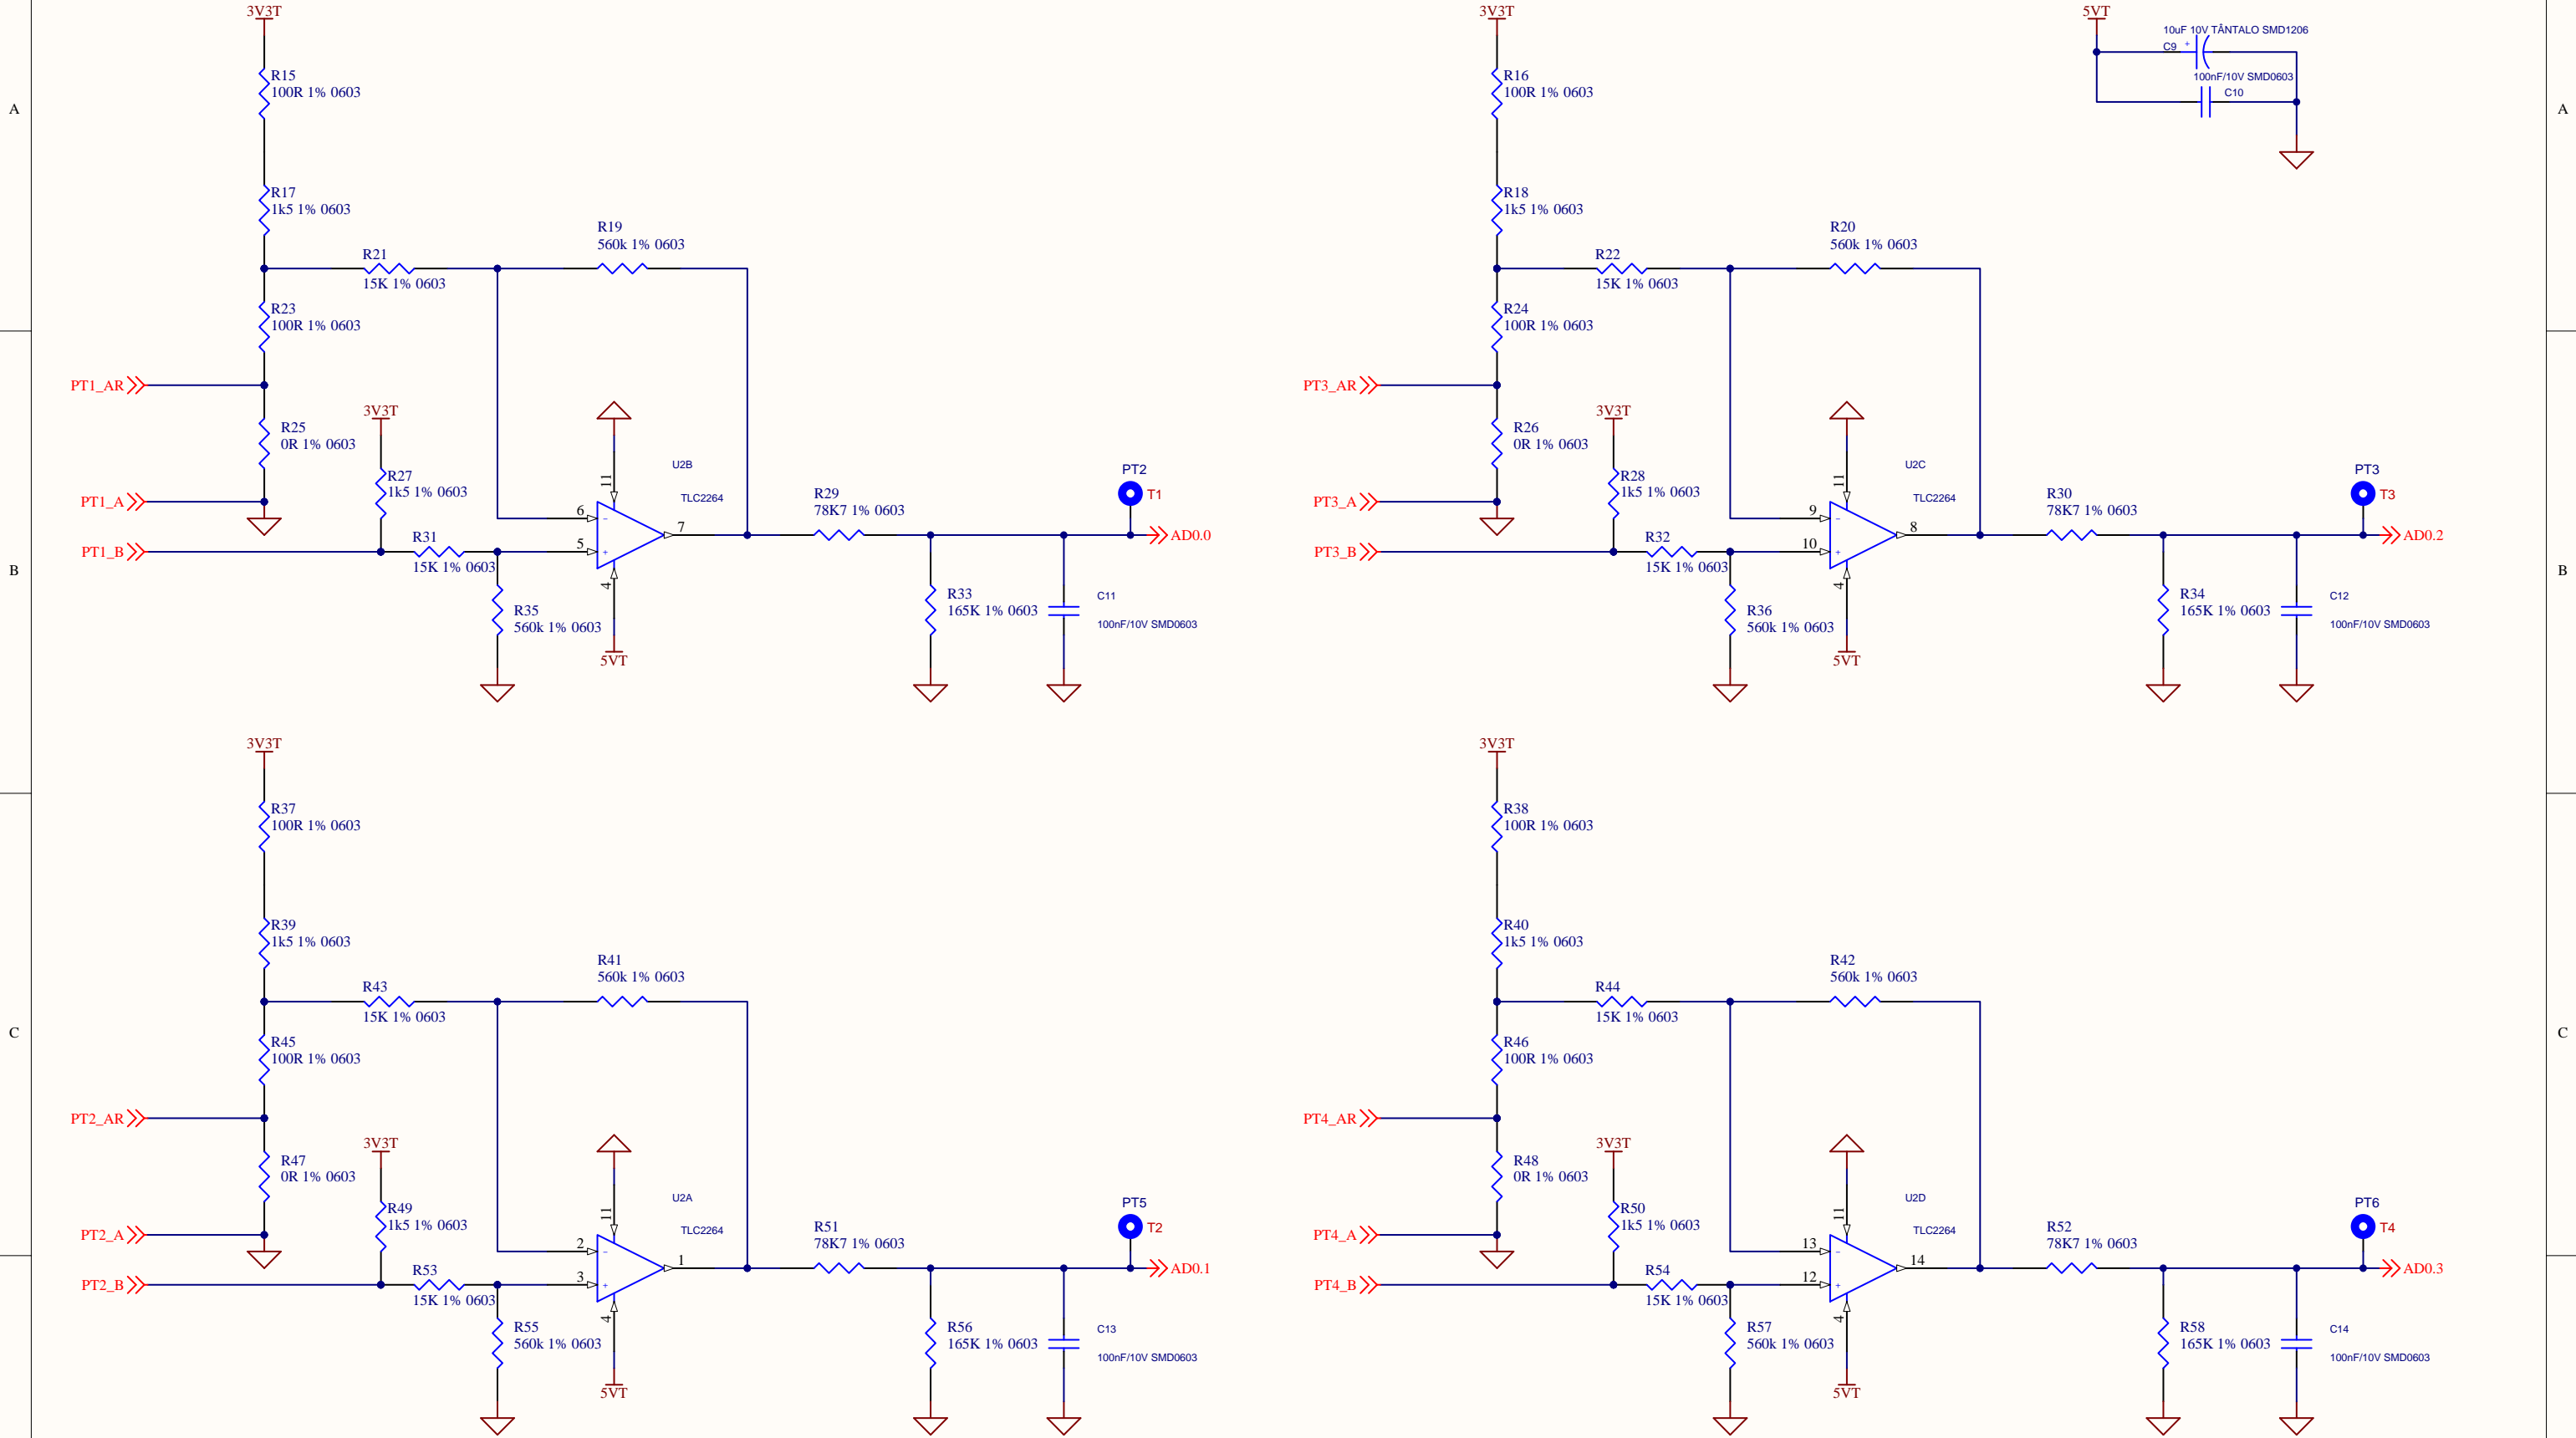 3V3T
R15
100R 1% 0603
R17
1k5 1% 0603
R19
560k 1% 0603
R21
15K 1% 0603
R23
100R 1% 0603
PT1_AR
R25
0R 1% 0603
PT1_A
3V3T
R27
1k5 1% 0603
PT1_B
R31
15K 1% 0603
R35
560k 1% 0603
11
U2B
TLC2264
6
-
5
+
7
4
5VT
R29
78K7 1% 0603
PT2
T1
AD0.0
R33
165K 1% 0603
C11
100nF/10V SMD0603
3V3T
R16
100R 1% 0603
R18
1k5 1% 0603
R20
560k 1% 0603
R22
15K 1% 0603
R24
100R 1% 0603
PT3_AR
R26
0R 1% 0603
PT3_A
3V3T
R28
1k5 1% 0603
PT3_B
R32
15K 1% 0603
R36
560k 1% 0603
11
U2C
TLC2264
9
-
10
+
8
4
5VT
R30
78K7 1% 0603
PT3
T3
AD0.2
R34
165K 1% 0603
C12
100nF/10V SMD0603
5VT
10uF 10V TÂNTALO SMD1206
C9
+
100nF/10V SMD0603
C10
A
A
B
B
3V3T
R37
100R 1% 0603
R39
1k5 1% 0603
R41
560k 1% 0603
R43
15K 1% 0603
R45
100R 1% 0603
PT2_AR
R47
0R 1% 0603
PT2_A
3V3T
R49
1k5 1% 0603
PT2_B
R53
15K 1% 0603
R55
560k 1% 0603
11
U2A
TLC2264
2
-
3
+
1
4
5VT
R51
78K7 1% 0603
PT5
T2
AD0.1
R56
165K 1% 0603
C13
100nF/10V SMD0603
3V3T
R38
100R 1% 0603
R40
1k5 1% 0603
R42
560k 1% 0603
R44
15K 1% 0603
R46
100R 1% 0603
PT4_AR
R48
0R 1% 0603
PT4_A
3V3T
R50
1k5 1% 0603
PT4_B
R54
15K 1% 0603
R57
560k 1% 0603
11
U2D
TLC2264
13
-
12
+
14
4
5VT
R52
78K7 1% 0603
PT6
T4
AD0.3
R58
165K 1% 0603
C14
100nF/10V SMD0603
C
C